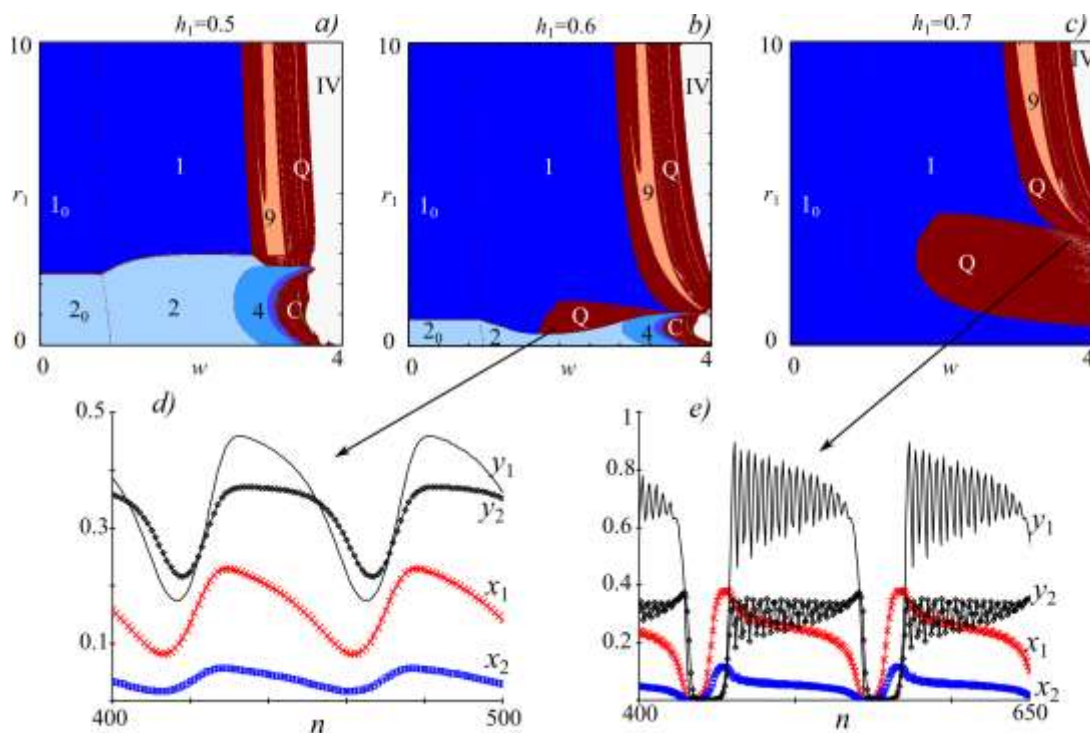 h₁=0.5 a)
h₁=0.6 b)
h₁=0.7 c)
10
r₁
0
1₀
1
2₀
2
4
9
Q
C
IV
w
4
10
r₁
0
1₀
1
2₀
2
Q
4
9
Q
C
IV
w
4
10
r₁
0
1₀
1
Q
9
Q
IV
w
4
d)
0.5
0.3
0.1
400
n
500
y₁
y₂
x₁
x₂
e)
1
0.8
0.6
0.4
0.2
400
n
650
y₁
y₂
x₁
x₂